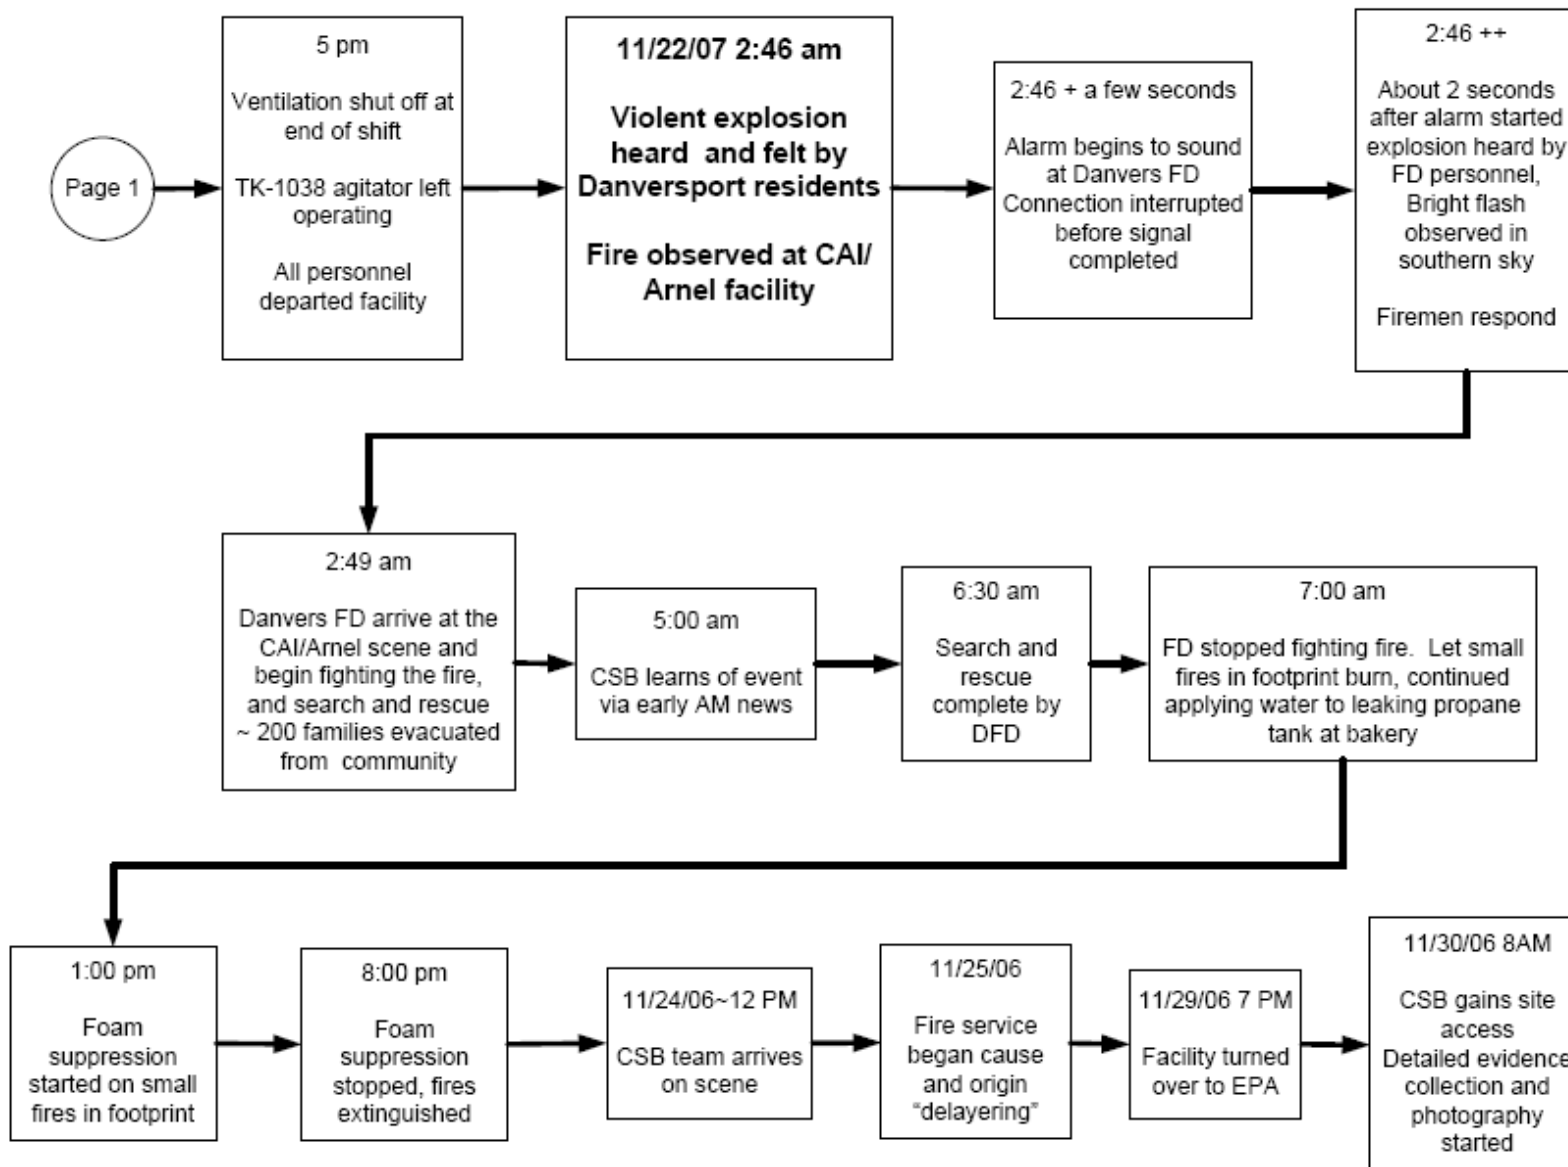 Page 1
5 pm
Ventilation shut off at
end of shift
TK-1038 agitator left
operating
All personnel
departed facility
11/22/07 2:46 am
Violent explosion
heard and felt by
Danversport residents
Fire observed at CAI/
Arnel facility
2:46 + a few seconds
Alarm begins to sound
at Danvers FD
Connection interrupted
before signal
completed
2:46 ++
About 2 seconds
after alarm started
explosion heard by
FD personnel,
Bright flash
observed in
southern sky
Firemen respond
2:49 am
Danvers FD arrive at the
CAI/Arnel scene and
begin fighting the fire,
and search and rescue
~ 200 families evacuated
from community
5:00 am
CSB learns of event
via early AM news
6:30 am
Search and
rescue
complete by
DFD
7:00 am
FD stopped fighting fire. Let small
fires in footprint burn, continued
applying water to leaking propane
tank at bakery
1:00 pm
Foam
suppression
started on small
fires in footprint
8:00 pm
Foam
suppression
stopped, fires
extinguished
11/24/06~12 PM
CSB team arrives
on scene
11/25/06
Fire service
began cause
and origin
“delayering”
11/29/06 7 PM
Facility turned
over to EPA
11/30/06 8AM
CSB gains site
access
Detailed evidence
collection and
photography
started